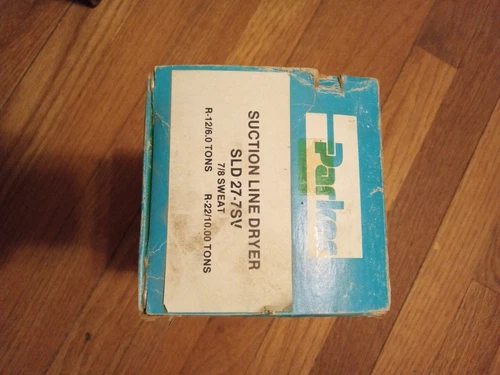 Parker
SUCTION LINE DRYER
SLD 27-7SV
7/8 SWEAT
R-12/6.0 TONS R-22/10.00 TONS